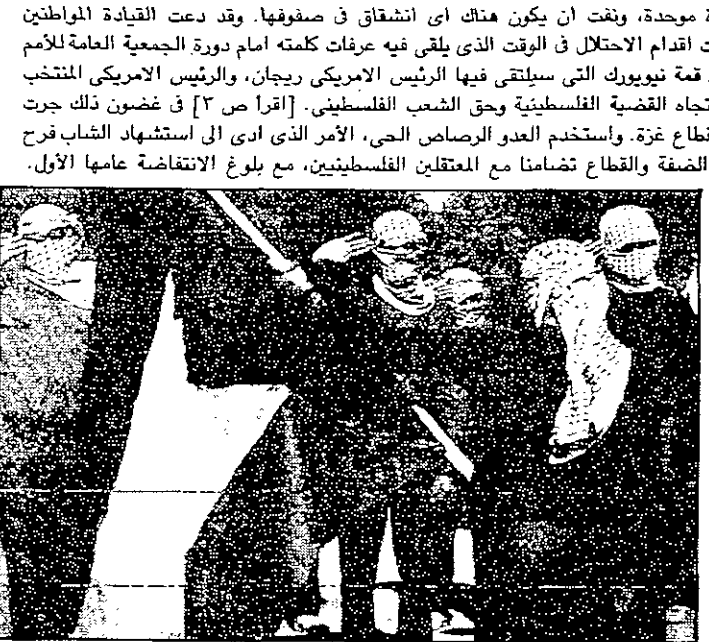 ة موحدة، ونفت ان يكون هناك اى انشقاق فى صفوفها. وقد دعت القيادة المواطنين
ت اقدام الاحتلال فى الوقت الذى يلقى فيه عرفات كلمته امام دورة الجمعية العامة للأمم
قمة نيويورك التى سيلتقى فيها الرئيس الامريكى ريجان، والرئيس الامريكى المنتخب
تجاه القضية الفلسطينية وحق الشعب الفلسطينى. [اقرأ ص ٣] فى غضون ذلك جرت
قطاع غزة. واستخدم العدو الرصاص الحى، الأمر الذى ادى الى استشهاد الشاب فرح
الضفة والقطاع تضامنا مع المعتقلين الفلسطينيين، مع بلوغ الانتفاضة عامها الأول.